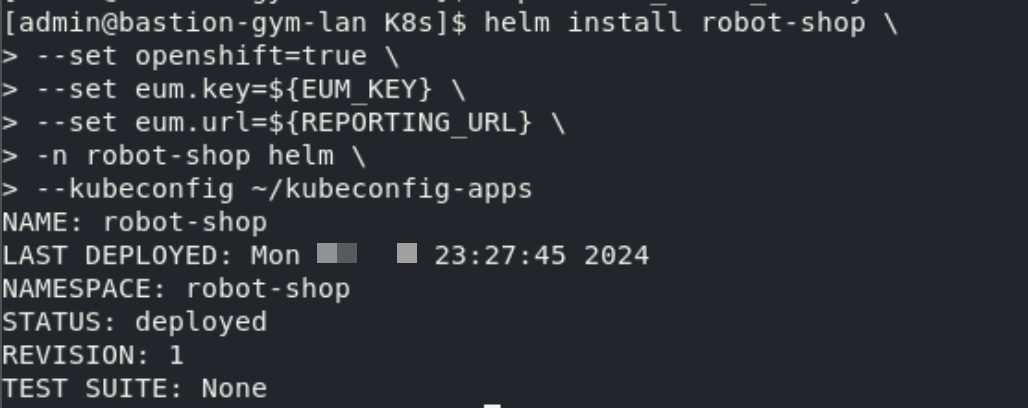 [admin@bastion-gym-lan K8s]$ helm install robot-shop \
> --set openshift=true \
> --set eum.key=${EUM_KEY} \
> --set eum.url=${REPORTING_URL} \
> -n robot-shop helm \
> --kubeconfig ~/kubeconfig-apps
NAME: robot-shop
LAST DEPLOYED: Mon 23:27:45 2024
NAMESPACE: robot-shop
STATUS: deployed
REVISION: 1
TEST SUITE: None